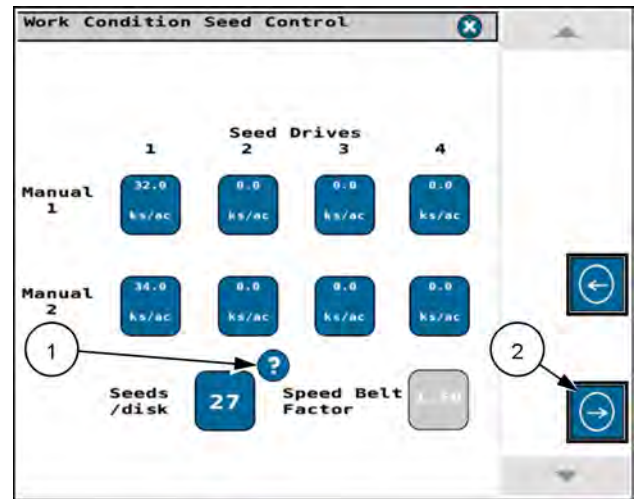 Work Condition Seed Control
Seed Drives
1 2 3 4
Manual 1
32.0 ks/ac 0.0 ks/ac 0.0 ks/ac 0.0 ks/ac
Manual 2
34.0 ks/ac 0.0 ks/ac 0.0 ks/ac 0.0 ks/ac
1
?
2
Seeds /disk
27
Speed Belt Factor